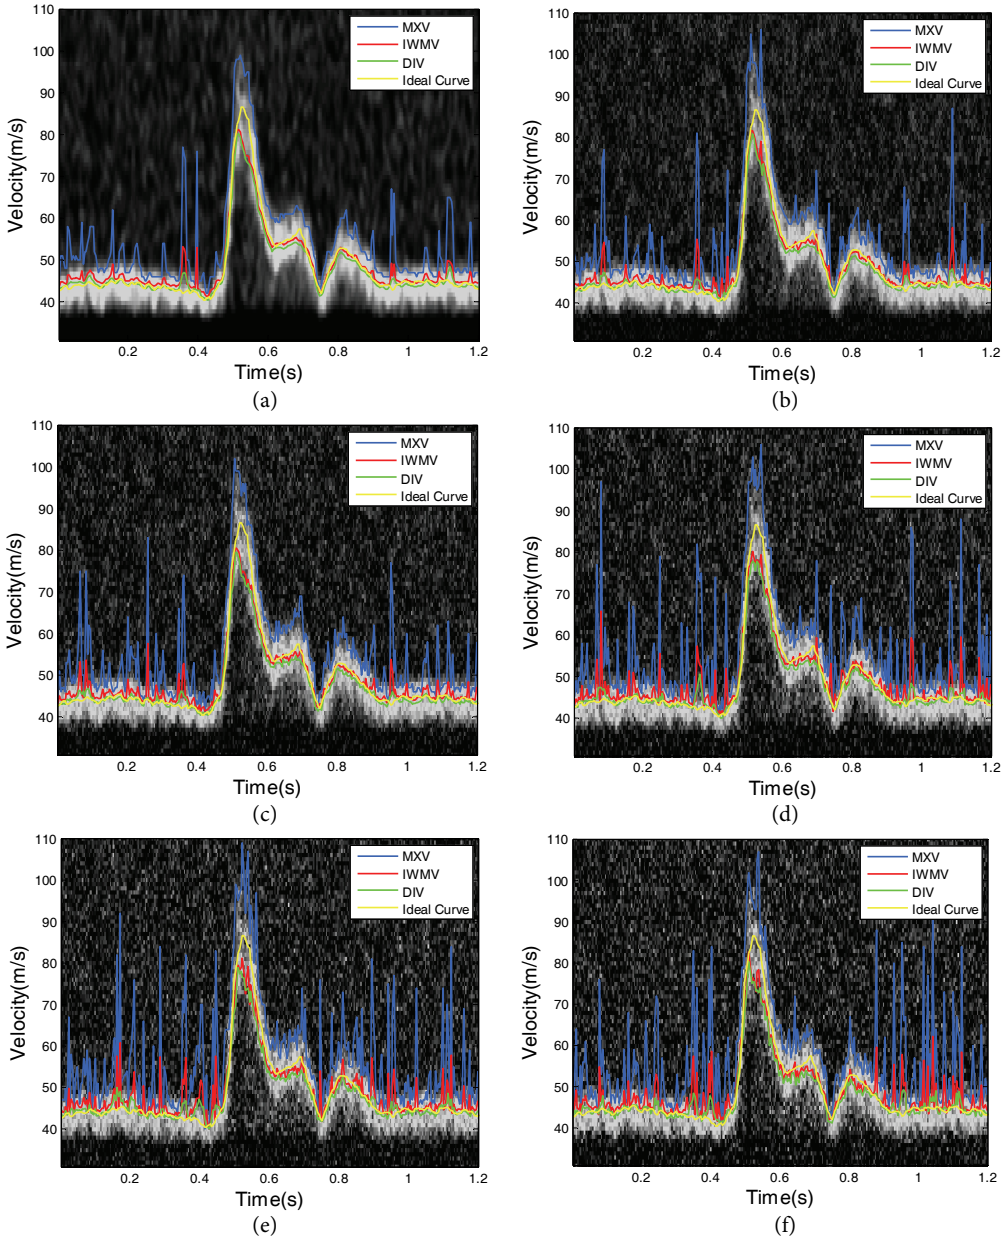 110
100
90
80
70
60
50
40
Velocity(m/s)
MXV
IWMV
DIV
Ideal Curve
0.2
0.4
0.6
0.8
1
1.2
Time(s)
(a)
110
100
90
80
70
60
50
40
Velocity(m/s)
MXV
IWMV
DIV
Ideal Curve
0.2
0.4
0.6
0.8
1
1.2
Time(s)
(b)
110
100
90
80
70
60
50
40
Velocity(m/s)
MXV
IWMV
DIV
Ideal Curve
0.2
0.4
0.6
0.8
1
1.2
Time(s)
(c)
110
100
90
80
70
60
50
40
Velocity(m/s)
MXV
IWMV
DIV
Ideal Curve
0.2
0.4
0.6
0.8
1
1.2
Time(s)
(d)
110
100
90
80
70
60
50
40
Velocity(m/s)
MXV
IWMV
DIV
Ideal Curve
0.2
0.4
0.6
0.8
1
1.2
Time(s)
(e)
110
100
90
80
70
60
50
40
Velocity(m/s)
MXV
IWMV
DIV
Ideal Curve
0.2
0.4
0.6
0.8
1
1.2
Time(s)
(f)